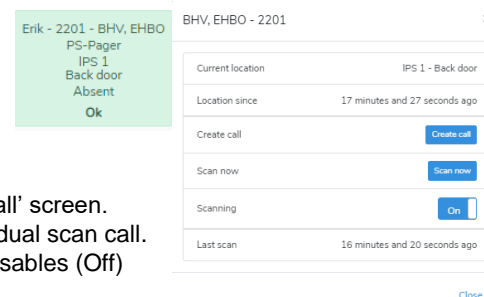 Erik - 2201 - BHV, EHBO
PS-Pager
IPS 1
Back door
Absent
Ok
BHV, EHBO - 2201
Current location IPS 1 - Back door
Location since 17 minutes and 27 seconds ago
Create call Create call
Scan now Scan now
Scanning On
Last scan 16 minutes and 20 seconds ago
Close
all’ screen.
dual scan call.
sables (Off)